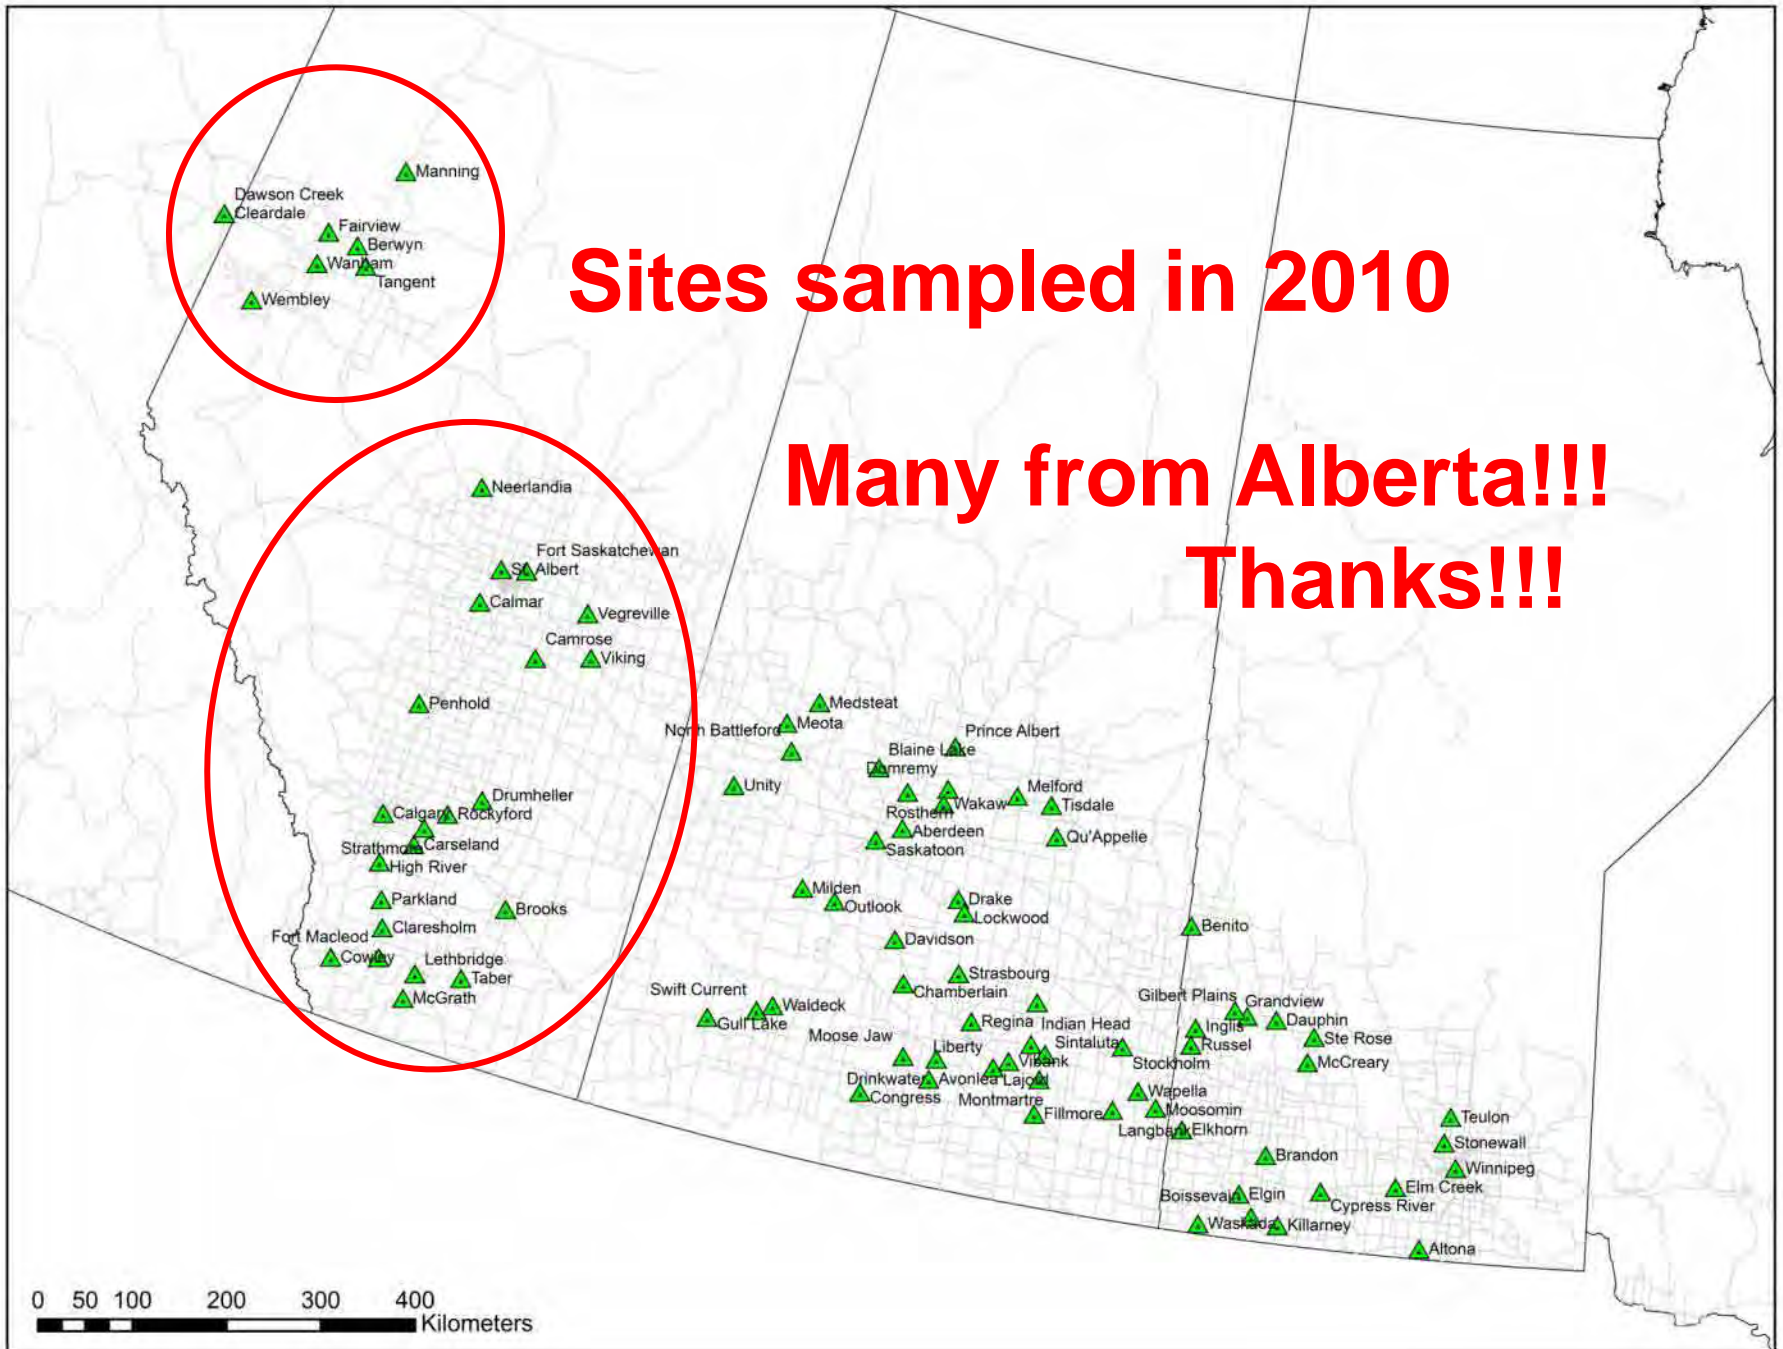 Manning
Dawson Creek
Cleardale
Fairview
Berwyn
Wanham
Tangent
Wembley
Sites sampled in 2010
Many from Alberta!!!
Thanks!!!
Neerlandia
Fort Saskatchewan
St. Albert
Calmar
Vegreville
Camrose
Viking
Penhold
Drumheller
Calgary
Rockyford
Strathmore
Carseland
High River
Parkland
Brooks
Claresholm
Fort Macleod
Cowley
Lethbridge
Taber
McGrath
Medsteat
Meota
North Battleford
Prince Albert
Blaine Lake
Domremy
Unity
Melford
Tisdale
Rosthern
Wakaw
Aberdeen
Saskatoon
Qu'Appelle
Milden
Outlook
Drake
Lockwood
Davidson
Benito
Strasbourg
Chamberlain
Swift Current
Waldeck
Gull Lake
Regina
Indian Head
Moose Jaw
Liberty
Sintaluta
Vibank
Stockholm
Drinkwater
Avonlea
Lajord
Congress
Montmartre
Fillmore
Wapella
Moosomin
Langbank
Elkhorn
Gilbert Plains
Grandview
Inglis
Dauphin
Russel
Ste Rose
McCreary
Teulon
Stonewall
Winnipeg
Brandon
Boissevain
Elgin
Elm Creek
Cypress River
Waskada
Killarney
Altona
0 50 100 200 300 400
Kilometers